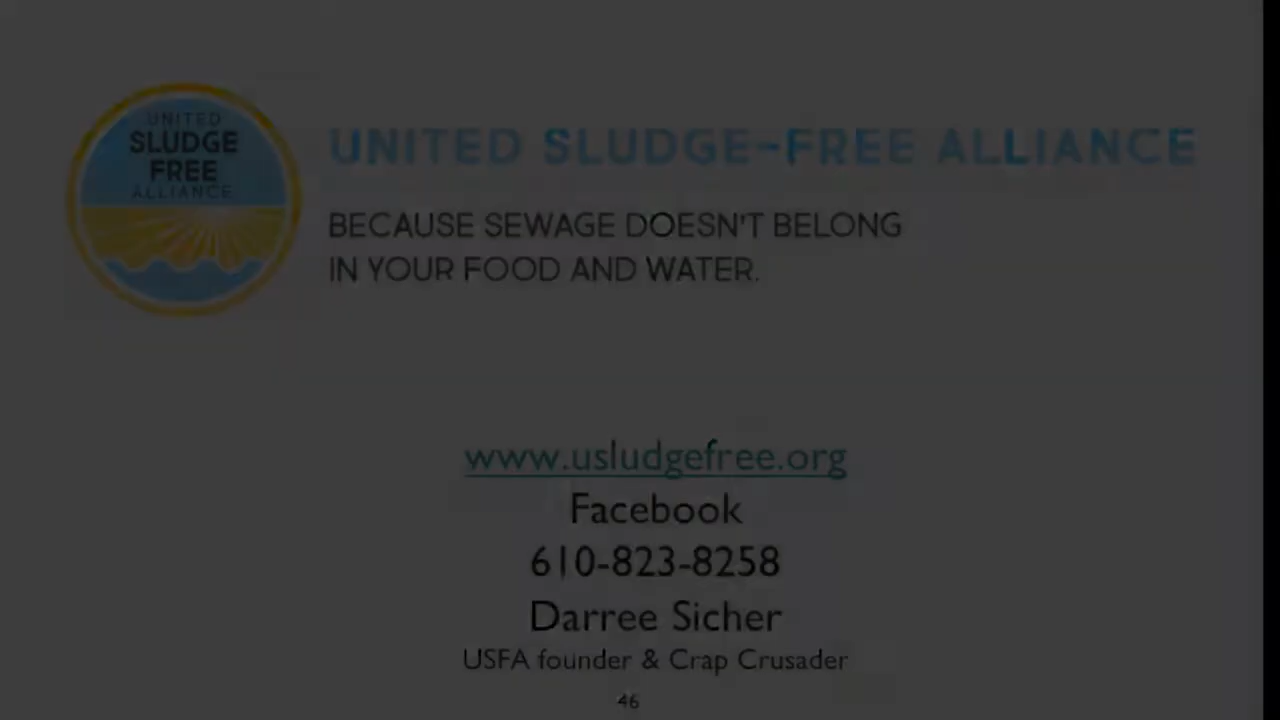 UNITED
SLUDGE
FREE
ALLIANCE
UNITED SLUDGE-FREE ALLIANCE
BECAUSE SEWAGE DOESN'T BELONG
IN YOUR FOOD AND WATER.
www.usludgefree.org
Facebook
610-823-8258
Darree Sicher
USFA founder & Crap Crusader
46